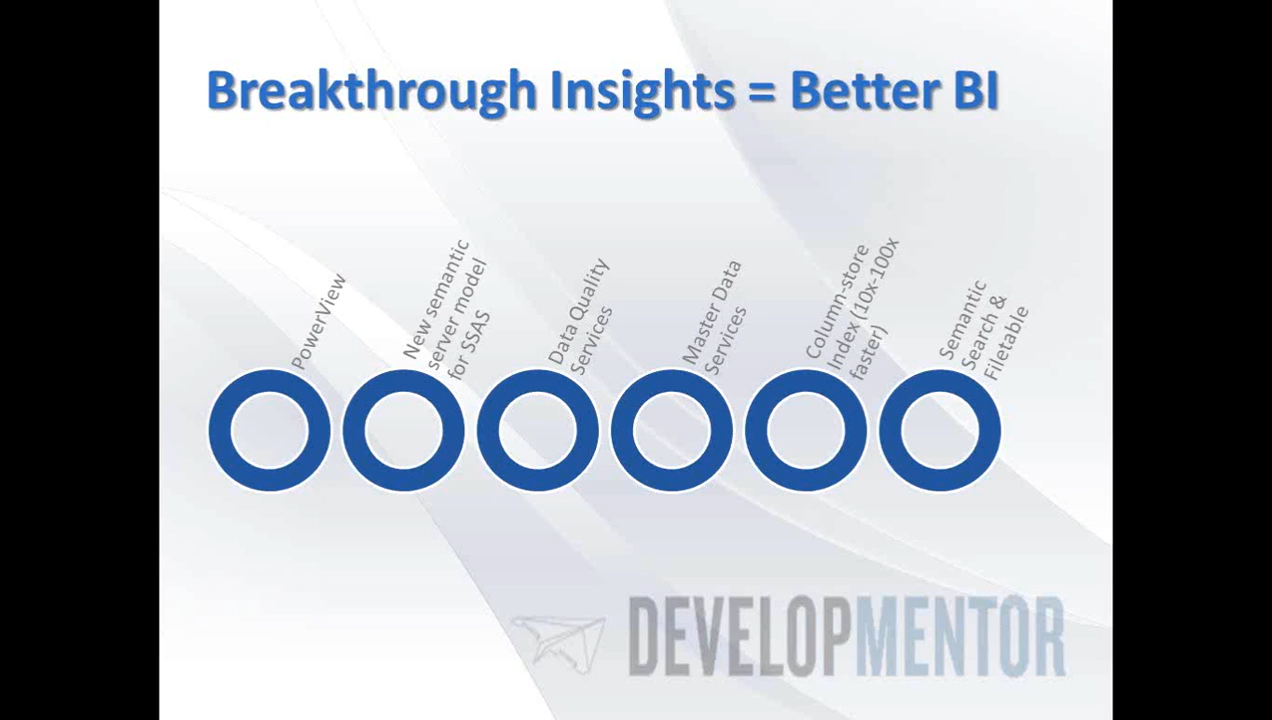 Breakthrough Insights = Better BI
PowerView
New semantic
server model
for SSAS
Data Quality
Services
Master Data
Services
Column-store
Index (10x-100x
faster)
Semantic
Search &
Filetable
DEVELOPMENTOR